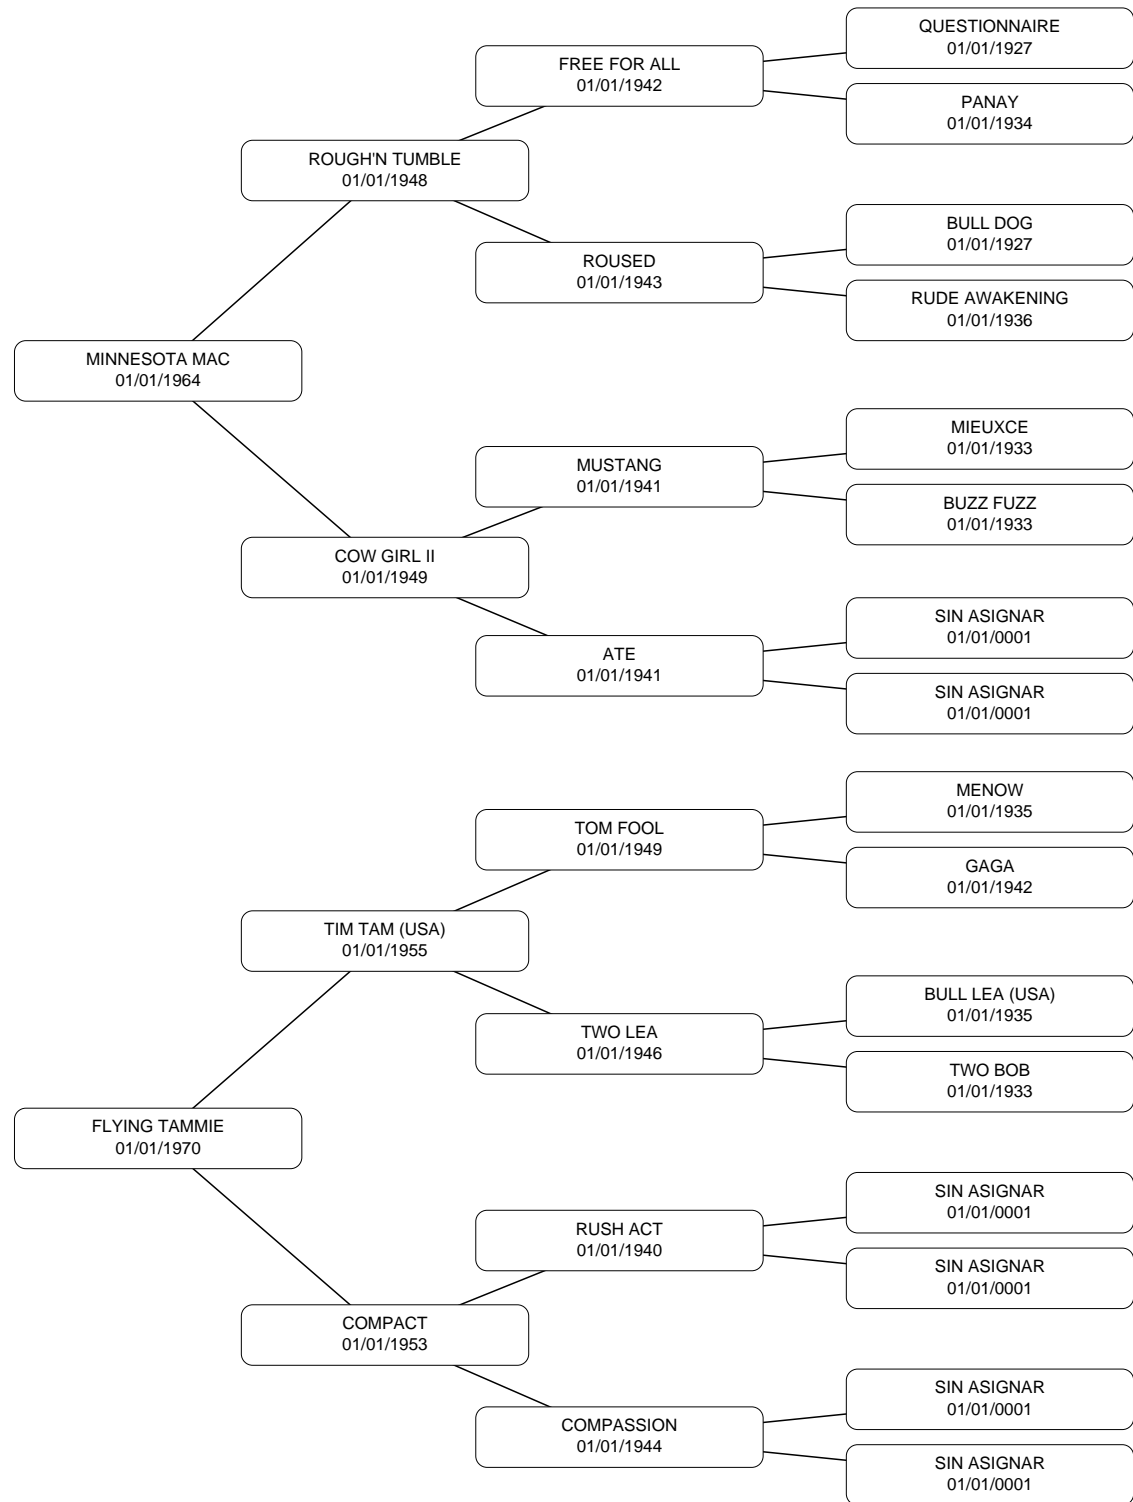 QUESTIONNAIRE
01/01/1927
FREE FOR ALL
01/01/1942
PANAY
01/01/1934
ROUGH'N TUMBLE
01/01/1948
BULL DOG
01/01/1927
ROUSED
01/01/1943
RUDE AWAKENING
01/01/1936
MINNESOTA MAC
01/01/1964
MIEUXCE
01/01/1933
MUSTANG
01/01/1941
BUZZ FUZZ
01/01/1933
COW GIRL II
01/01/1949
SIN ASIGNAR
01/01/0001
ATE
01/01/1941
SIN ASIGNAR
01/01/0001
MENOW
01/01/1935
TOM FOOL
01/01/1949
GAGA
01/01/1942
TIM TAM (USA)
01/01/1955
BULL LEA (USA)
01/01/1935
TWO LEA
01/01/1946
TWO BOB
01/01/1933
FLYING TAMMIE
01/01/1970
SIN ASIGNAR
01/01/0001
RUSH ACT
01/01/1940
SIN ASIGNAR
01/01/0001
COMPACT
01/01/1953
SIN ASIGNAR
01/01/0001
COMPASSION
01/01/1944
SIN ASIGNAR
01/01/0001